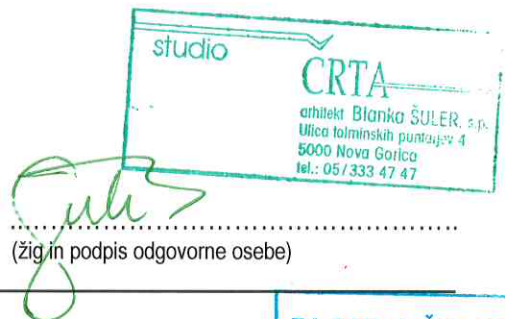 studio
CRTA
arhitekt Blanka ŠULER, s.p.
Ulica tolminskih puntarjev 4
5000 Nova Gorica
tel.: 05/333 47 47
(žig in podpis odgovorne osebe)